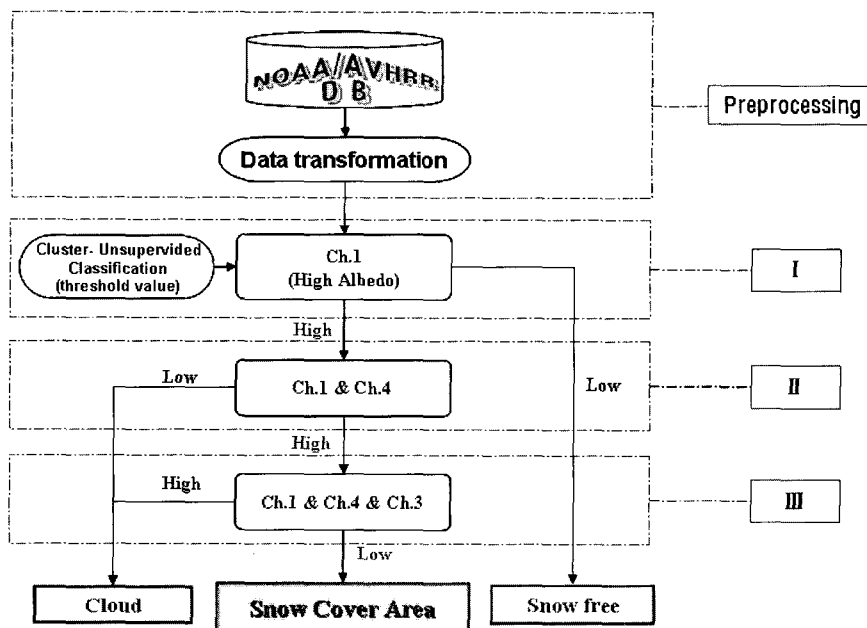 NOAA/AVHRR
D B
Preprocessing
Data transformation
Cluster- Unsupervided
Classification
(threshold value)
Ch.1
(High Albedo)
I
High
Low
Ch.1 & Ch.4
Low
II
High
High
Ch.1 & Ch.4 & Ch.3
III
Low
Cloud
Snow Cover Area
Snow free